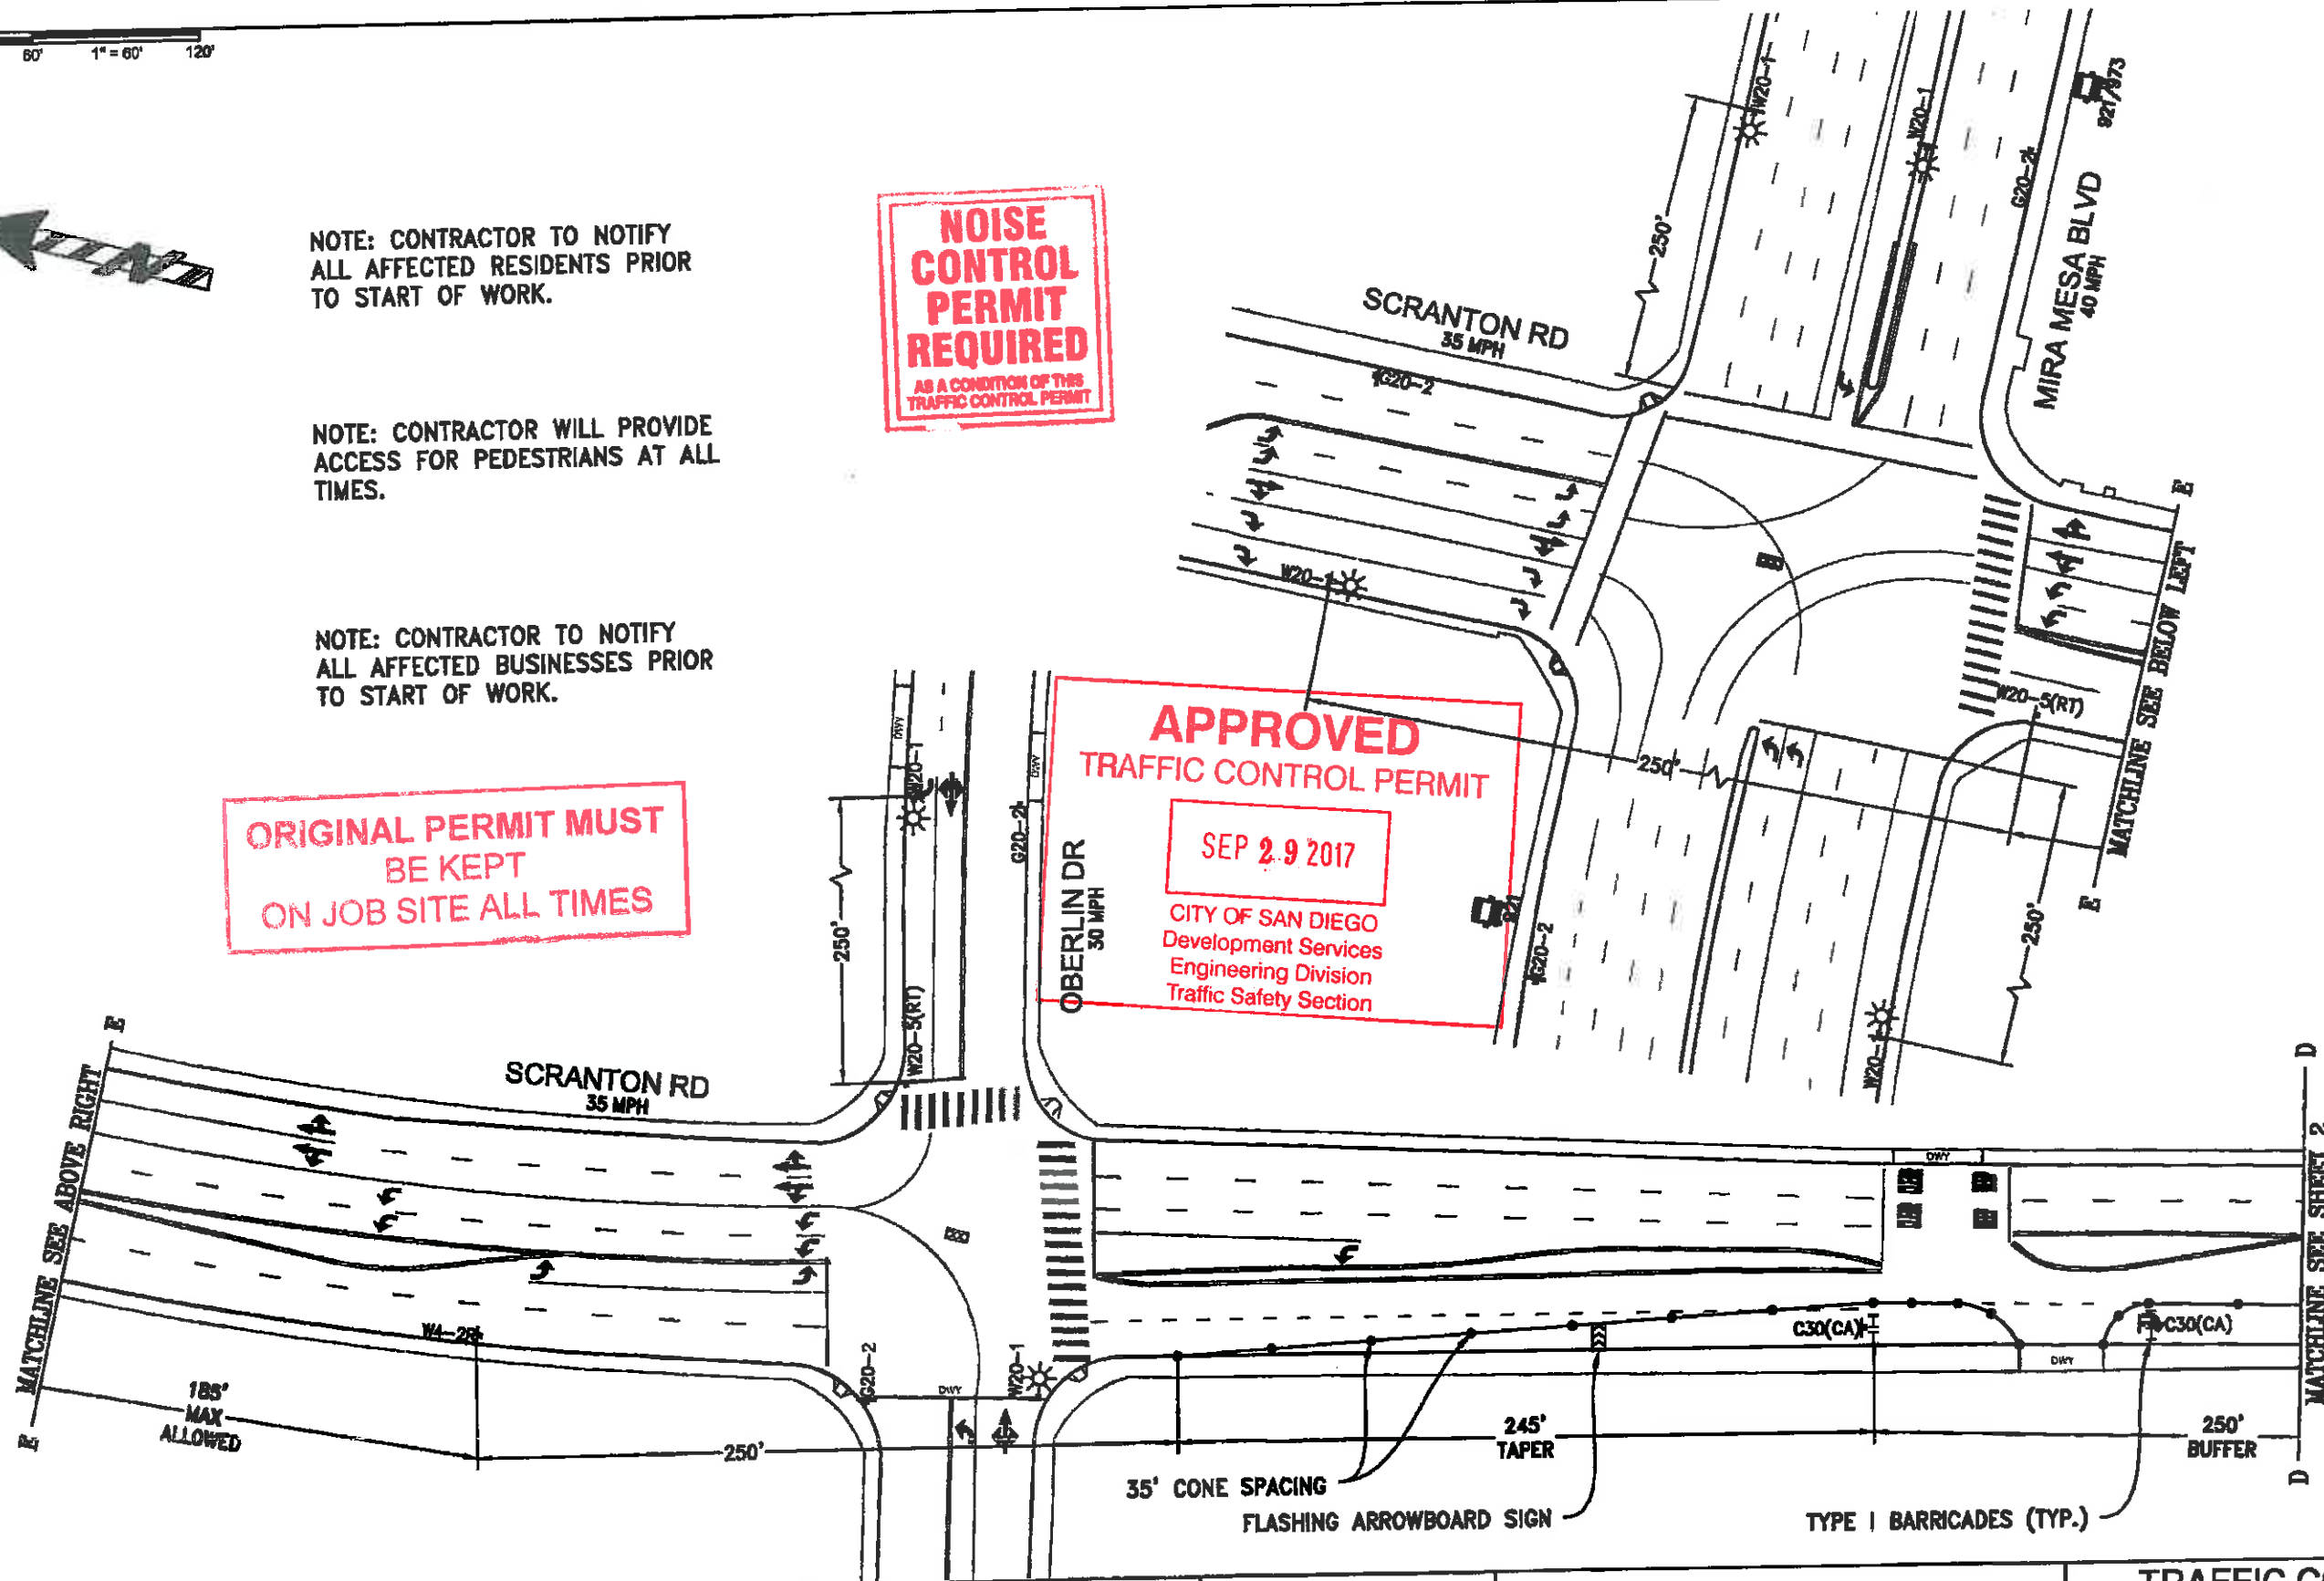 60'
1" = 60'
120'
NOTE: CONTRACTOR TO NOTIFY
ALL AFFECTED RESIDENTS PRIOR
TO START OF WORK.
NOTE: CONTRACTOR WILL PROVIDE
ACCESS FOR PEDESTRIANS AT ALL
TIMES.
NOTE: CONTRACTOR TO NOTIFY
ALL AFFECTED BUSINESSES PRIOR
TO START OF WORK.
NOISE
CONTROL
PERMIT
REQUIRED
AS A CONDITION OF THIS
TRAFFIC CONTROL PERMIT
ORIGINAL PERMIT MUST
BE KEPT
ON JOB SITE ALL TIMES
APPROVED
TRAFFIC CONTROL PERMIT
SEP 29 2017
CITY OF SAN DIEGO
Development Services
Engineering Division
Traffic Safety Section
SCRANTON RD
35 MPH
G20-2
W20-1
250'
W20-1
W20-1
G20-2
921/973
MIRA MESA BLVD
40 MPH
E
MATCHLINE SEE BELOW LEFT
E
W20-5(RT)
250'
250'
W20-1
921
G20-2
DWY
W20-1
DWY
G20-2
OBERLIN DR
30 MPH
250'
W20-5(RT)
E
MATCHLINE SEE ABOVE RIGHT
E
SCRANTON RD
35 MPH
W4-2R
185'
MAX
ALLOWED
250'
G20-2
DWY
W20-1
245'
TAPER
35' CONE SPACING
FLASHING ARROWBOARD SIGN
C30(CA)
DWY
C30(CA)
DWY
250'
BUFFER
TYPE I BARRICADES (TYP.)
D
MATCHLINE SEE SHEET 2
D
N